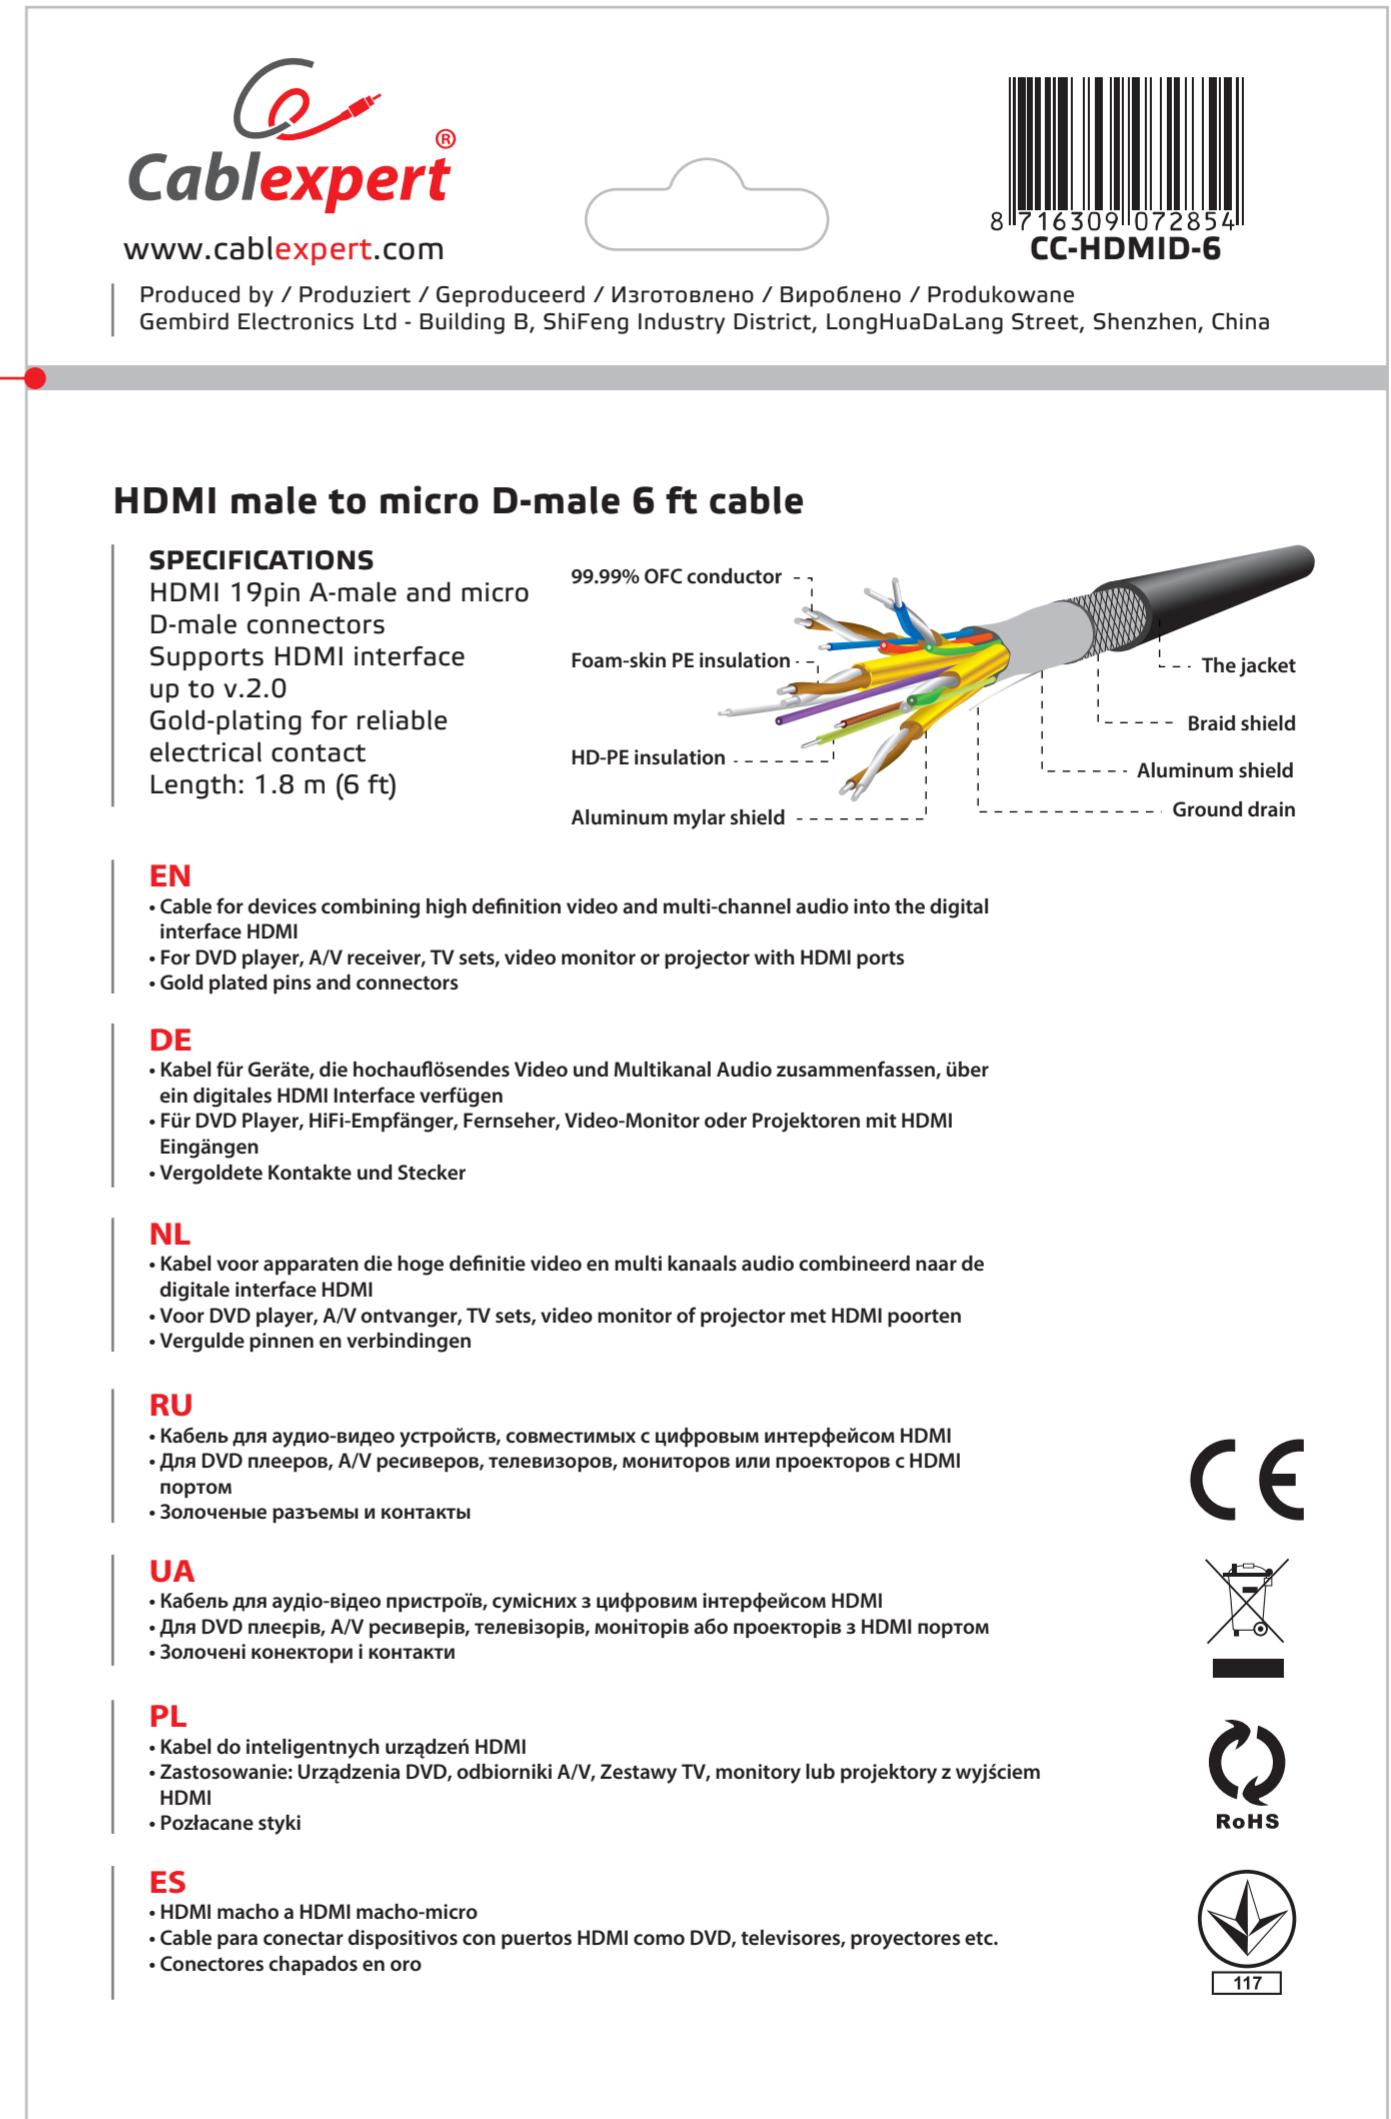 Cablexpert®
www.cablexpert.com
8 716309 072854
CC-HDMID-6
Produced by / Produziert / Geproduceerd / Изготовлено / Вироблено / Produkowane
Gembird Electronics Ltd - Building B, ShiFeng Industry District, LongHuaDaLang Street, Shenzhen, China
HDMI male to micro D-male 6 ft cable
SPECIFICATIONS
HDMI 19pin A-male and micro
D-male connectors
Supports HDMI interface
up to v.2.0
Gold-plating for reliable
electrical contact
Length: 1.8 m (6 ft)
99.99% OFC conductor
Foam-skin PE insulation
HD-PE insulation
Aluminum mylar shield
The jacket
Braid shield
Aluminum shield
Ground drain
EN
• Cable for devices combining high definition video and multi-channel audio into the digital
interface HDMI
• For DVD player, A/V receiver, TV sets, video monitor or projector with HDMI ports
• Gold plated pins and connectors
DE
• Kabel für Geräte, die hochauflösendes Video und Multikanal Audio zusammenfassen, über
ein digitales HDMI Interface verfügen
• Für DVD Player, HiFi-Empfänger, Fernseher, Video-Monitor oder Projektoren mit HDMI
Eingängen
• Vergoldete Kontakte und Stecker
NL
• Kabel voor apparaten die hoge definitie video en multi kanaals audio combineerd naar de
digitale interface HDMI
• Voor DVD player, A/V ontvanger, TV sets, video monitor of projector met HDMI poorten
• Vergulde pinnen en verbindingen
RU
• Кабель для аудио-видео устройств, совместимых с цифровым интерфейсом HDMI
• Для DVD плееров, A/V ресиверов, телевизоров, мониторов или проекторов с HDMI
портом
• Золоченые разъемы и контакты
UA
• Кабель для аудіо-відео пристроїв, сумісних з цифровим інтерфейсом HDMI
• Для DVD плеєрів, A/V ресиверів, телевізорів, моніторів або проекторів з HDMI портом
• Золочені конектори і контакти
PL
• Kabel do inteligentnych urządzeń HDMI
• Zastosowanie: Urządzenia DVD, odbiorniki A/V, Zestawy TV, monitory lub projektory z wyjściem
HDMI
• Pozłacane styki
ES
• HDMI macho a HDMI macho-micro
• Cable para conectar dispositivos con puertos HDMI como DVD, televisores, proyectores etc.
• Conectores chapados en oro
CE
RoHS
117